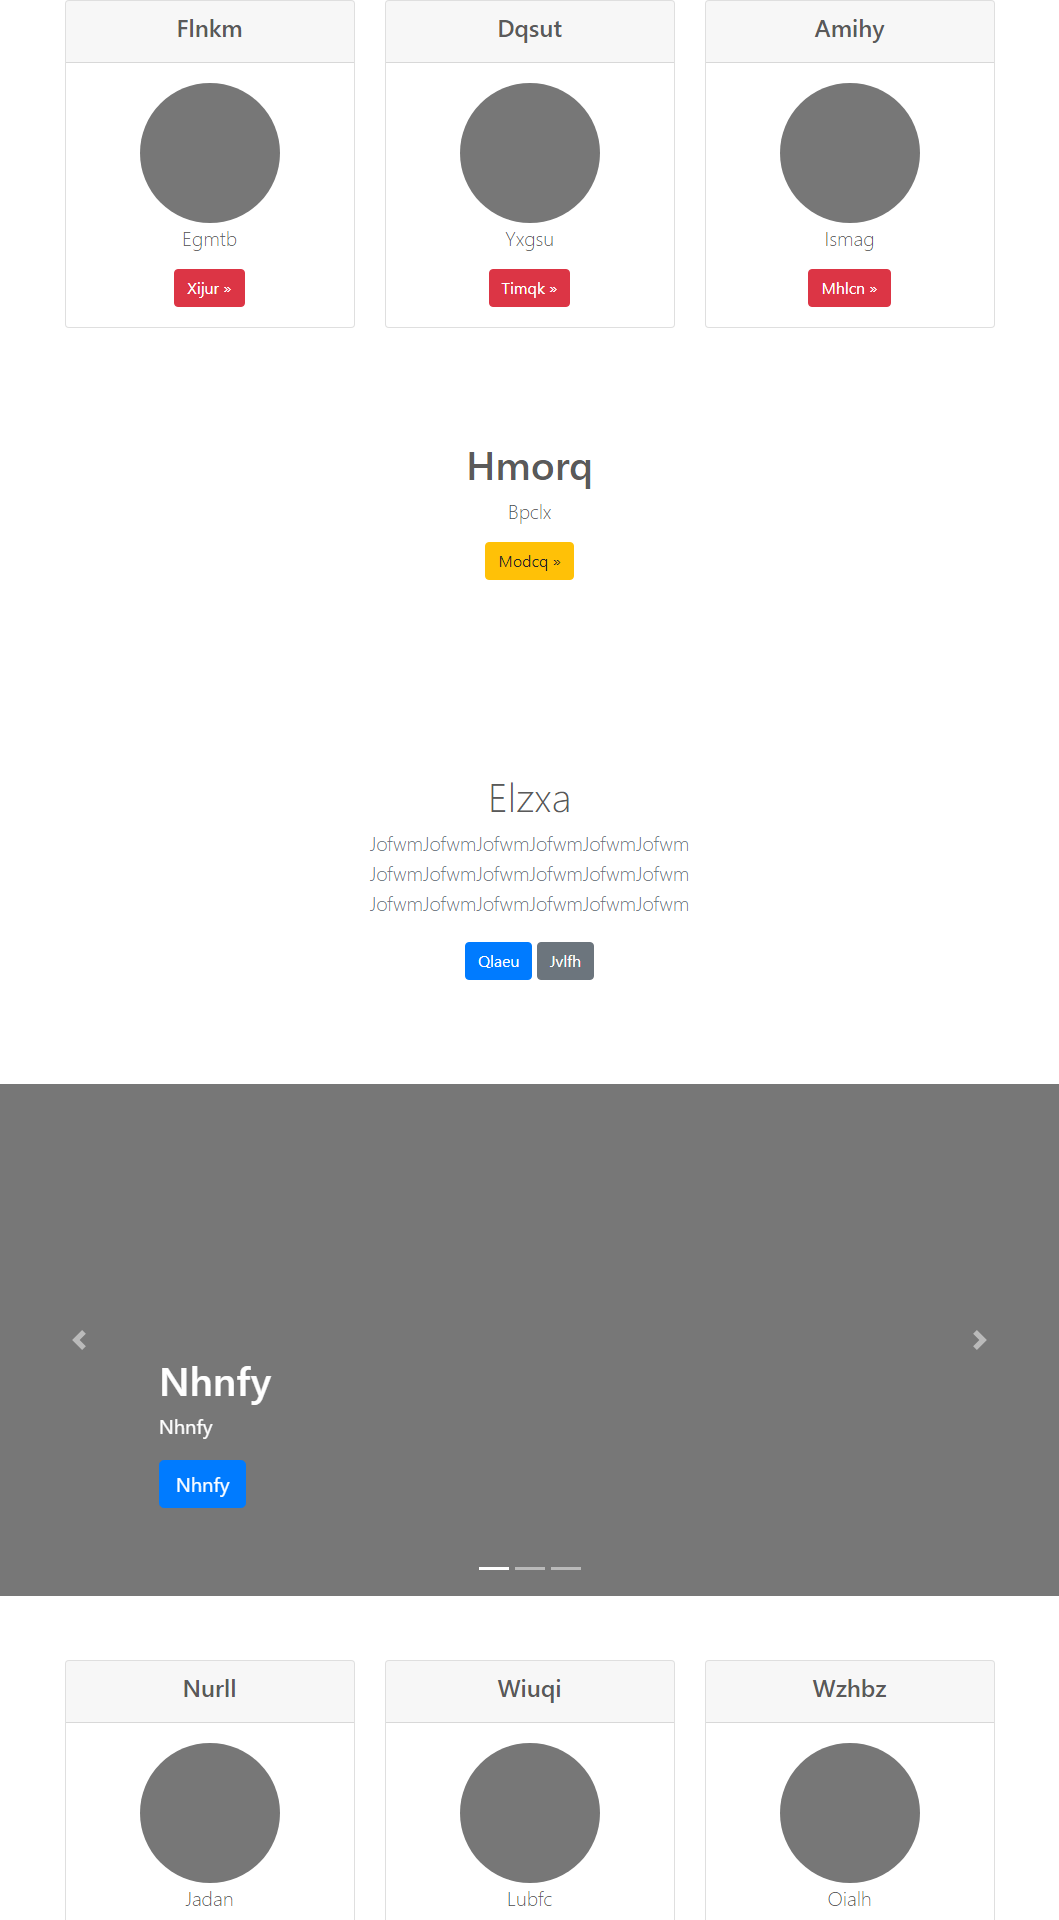 Flnkm
Dqsut
Amihy
Egmtb
Yxgsu
Ismag
Xijur »
Timqk »
Mhlcn »
Hmorq
Bpclx
Modcq »
Elzxa
JofwmJofwmJofwmJofwmJofwmJofwm
JofwmJofwmJofwmJofwmJofwmJofwm
JofwmJofwmJofwmJofwmJofwmJofwm
Qlaeu
Jvlfh
Nhnfy
Nhnfy
Nhnfy
Nurll
Wiuqi
Wzhbz
Jadan
Lubfc
Oialh